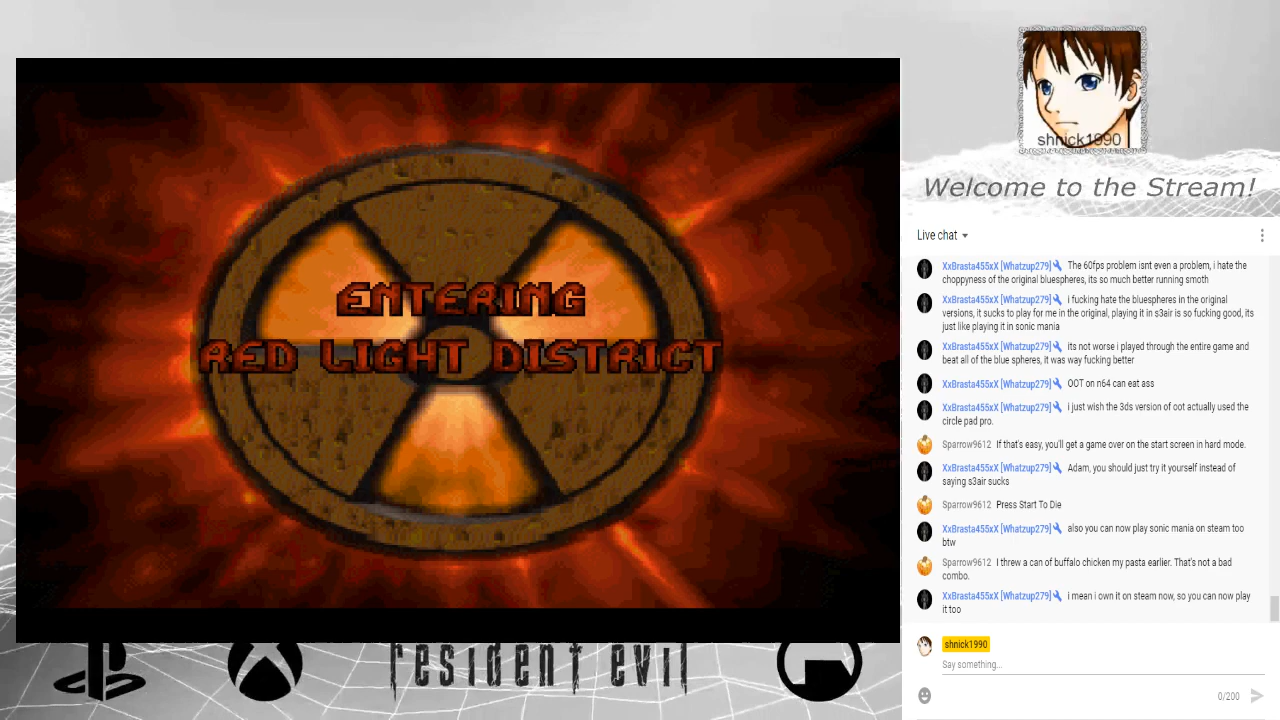 shnick1990
Welcome to the Stream!
ENTERING
RED LIGHT DISTRICT
Live chat
XxBrasta455xX [Whatzup279] The 60fps problem isnt even a problem, i hate the
choppyness of the original bluespheres, its so much better running smoth
XxBrasta455xX [Whatzup279] i fucking hate the bluespheres in the original
versions, it sucks to play for me in the original, playing it in s3air is so fucking good, its
just like playing it in sonic mania
XxBrasta455xX [Whatzup279] its not worse i played through the entire game and
beat all of the blue spheres, it was way fucking better
XxBrasta455xX [Whatzup279] OOT on n64 can eat ass
XxBrasta455xX [Whatzup279] i just wish the 3ds version of oot actually used the
circle pad pro.
Sparrow9612 If that's easy, you'll get a game over on the start screen in hard mode.
XxBrasta455xX [Whatzup279] Adam, you should just try it yourself instead of
saying s3air sucks
Sparrow9612 Press Start To Die
XxBrasta455xX [Whatzup279] also you can now play sonic mania on steam too
btw
Sparrow9612 I threw a can of buffalo chicken my pasta earlier. That's not a bad
combo.
XxBrasta455xX [Whatzup279] i mean i own it on steam now, so you can now play
it too
shnick1990
Say something...
0/200
resident evil